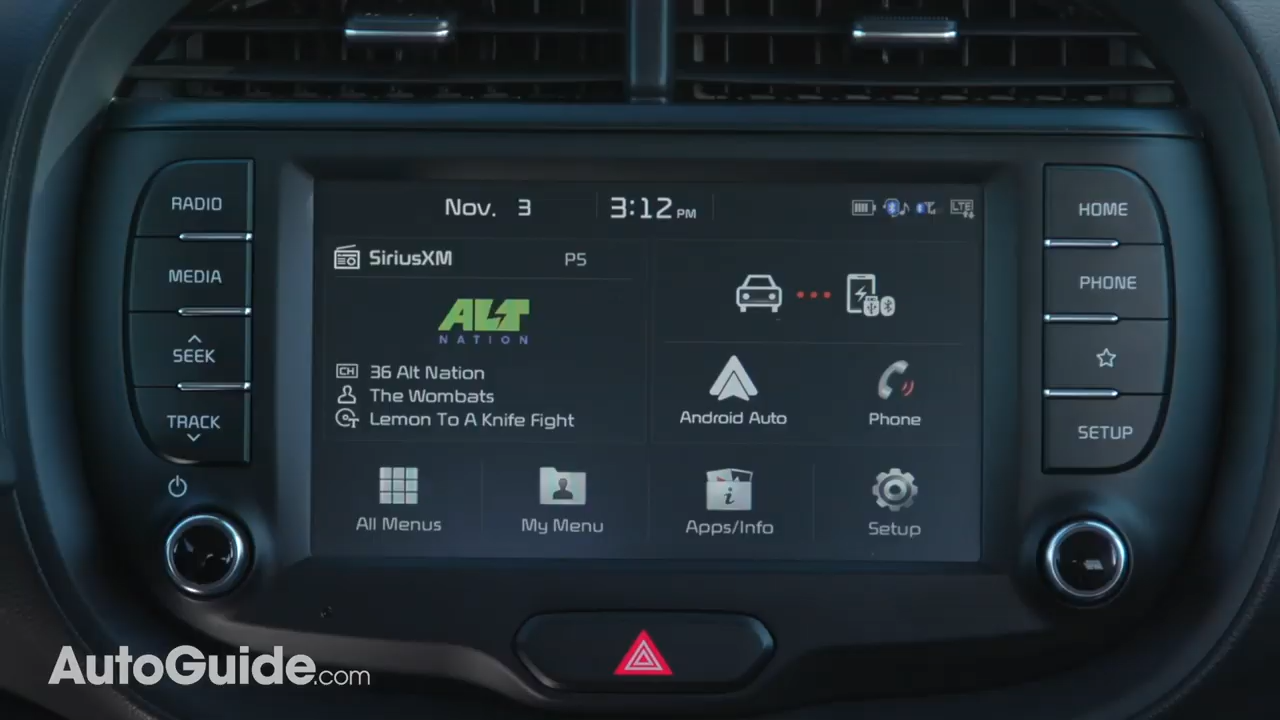 Nov. 3 3:12 PM LTE
RADIO
MEDIA
SEEK
TRACK
SiriusXM P5
ALT
NATION
CH 36 Alt Nation
The Wombats
Lemon To A Knife Fight
Android Auto
Phone
All Menus
My Menu
Apps/Info
Setup
HOME
PHONE
SETUP
AutoGuide.com